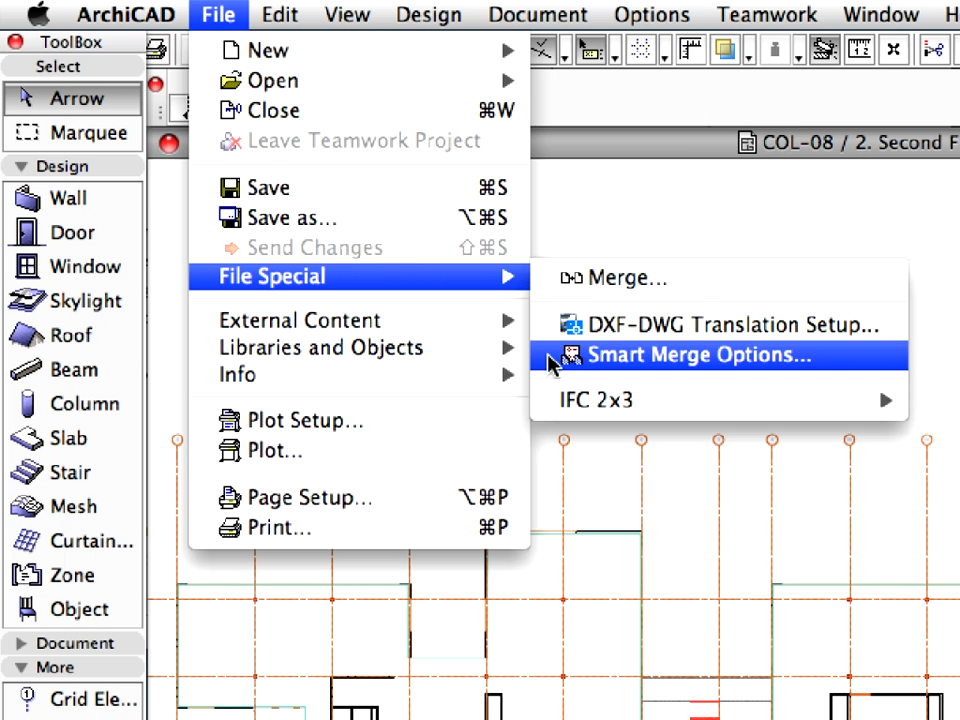 ArchiCAD File Edit View Design Document Options Teamwork Window H
ToolBox
Select
Arrow
Marquee
Design
Wall
Door
Window
Skylight
Roof
Beam
Column
Slab
Stair
Mesh
Curtain...
Zone
Object
Document
More
Grid Ele...
New
Open
Close ⌘W
Leave Teamwork Project
Save ⌘S
Save as... ⌥⌘S
Send Changes ⇧⌘S
File Special
External Content
Libraries and Objects
Info
Plot Setup...
Plot...
Page Setup... ⌥⌘P
Print... ⌘P
COL-08 / 2. Second F
Merge...
DXF-DWG Translation Setup...
Smart Merge Options...
IFC 2x3